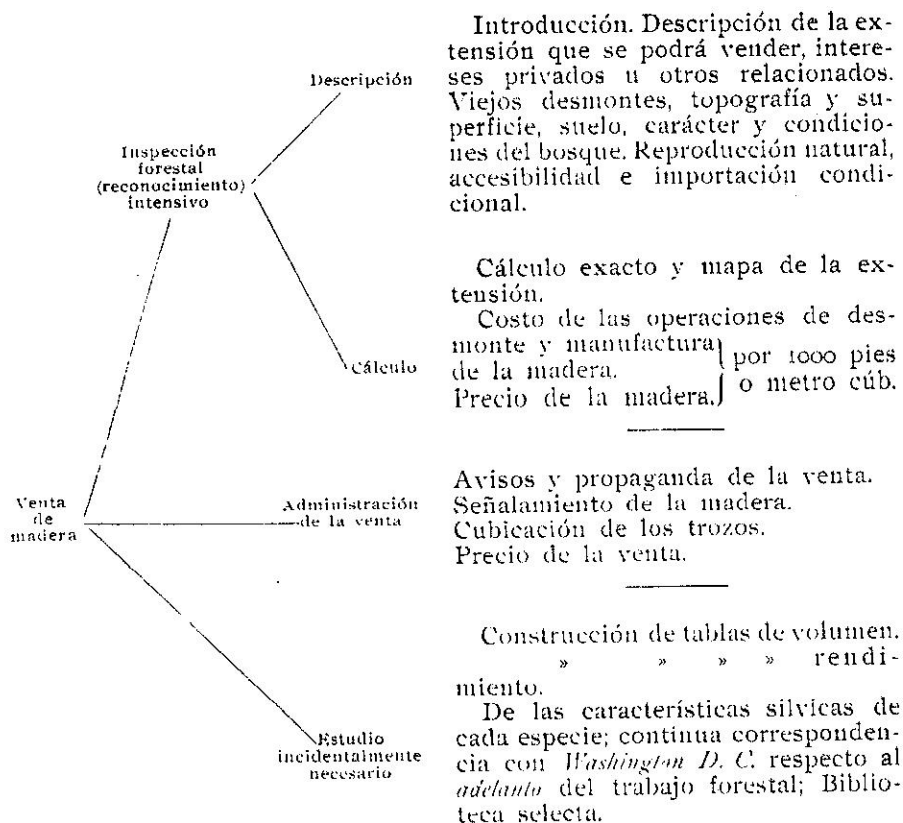 Venta
de
madera
Inspección
forestal
(reconocimiento)
intensivo
Descripción
Introducción. Descripción de la ex-
tensión que se podrá vender, intere-
ses privados u otros relacionados.
Viejos desmontes, topografía y su-
perficie, suelo, carácter y condicio-
nes del bosque. Reproducción natural,
accesibilidad e importación condi-
cional.
Cálculo
Cálculo exacto y mapa de la ex-
tensión.
Costo de las operaciones de des-
monte y manufactura
de la madera.
Precio de la madera.
por 1000 pies
o metro cúb.
Administración
de la venta
Avisos y propaganda de la venta.
Señalamiento de la madera.
Cubicación de los trozos.
Precio de la venta.
Estudio
incidentalmente
necesario
Construcción de tablas de volumen.
» » » » rendi-
miento.
De las características silvicas de
cada especie; continua corresponden-
cia con Washington D. C. respecto al
adelanto del trabajo forestal; Biblio-
teca selecta.